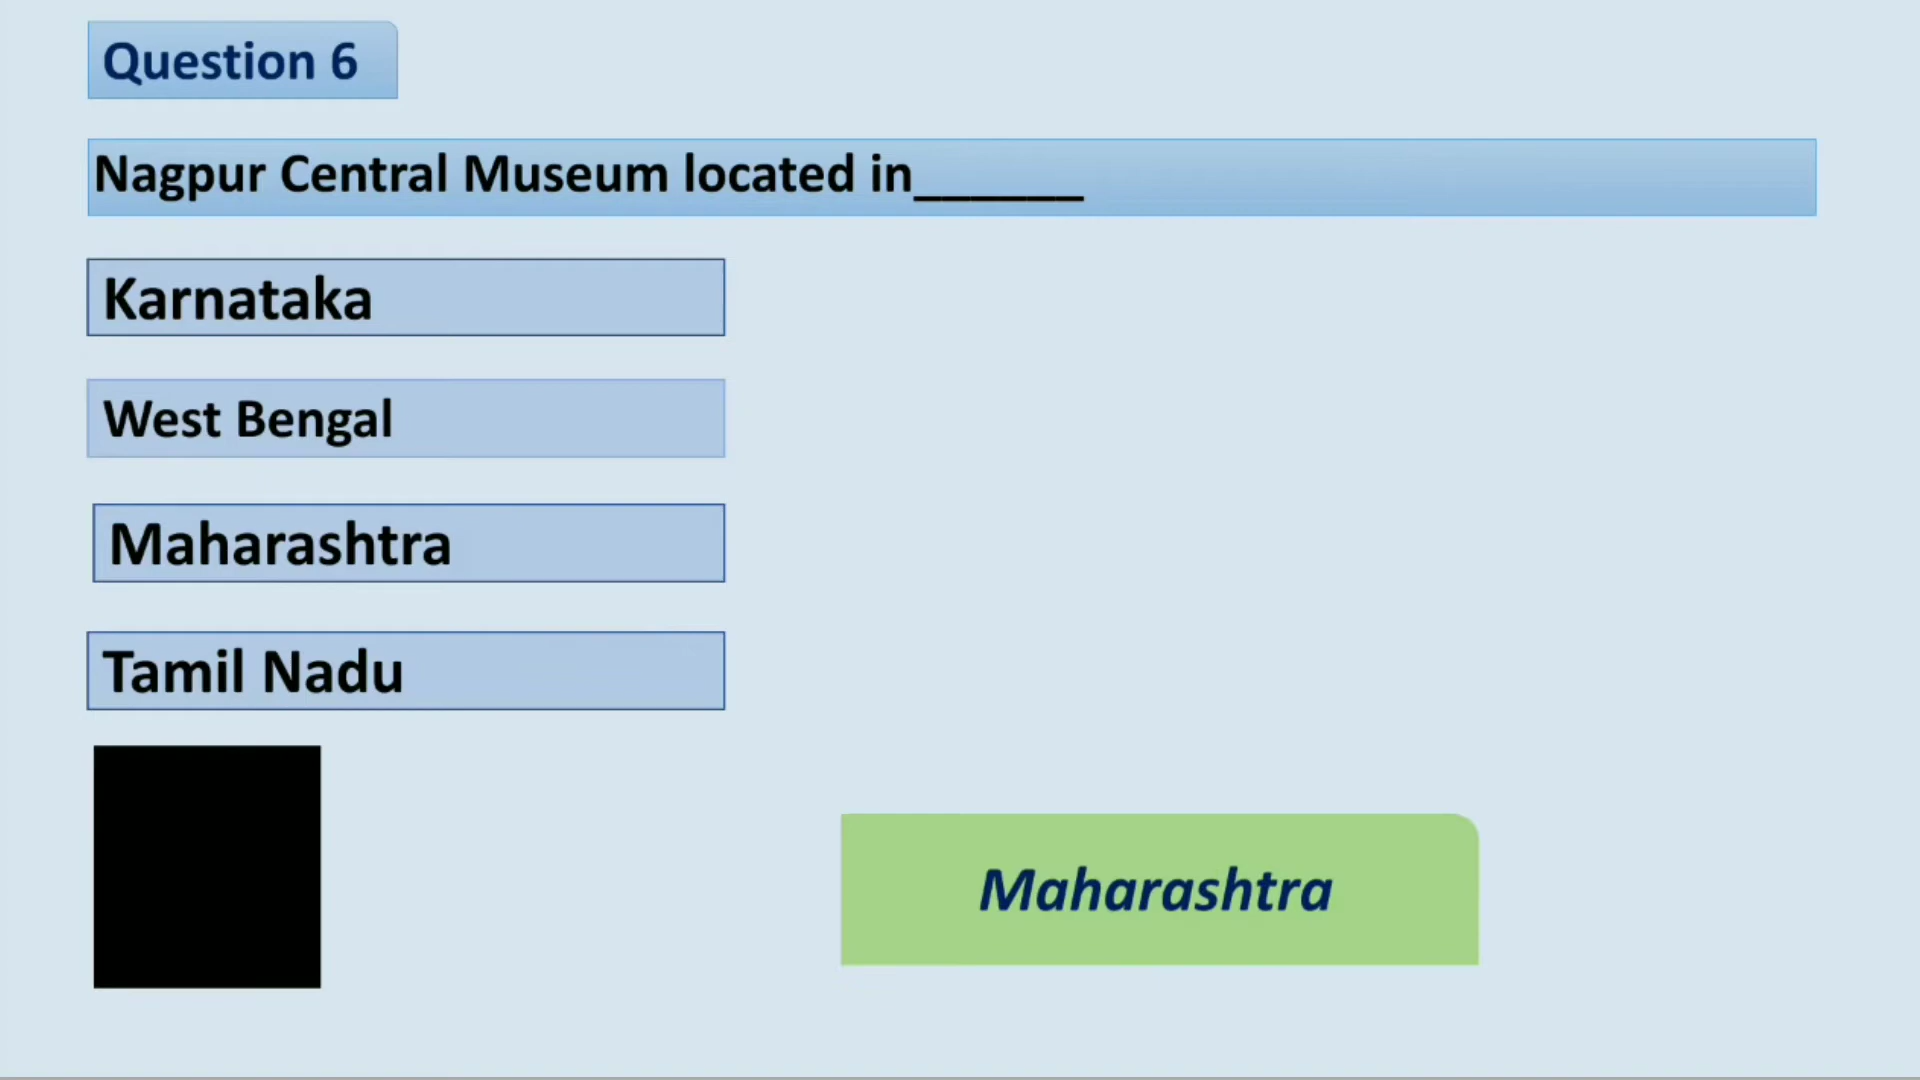 Question 6
Nagpur Central Museum located in______
Karnataka
West Bengal
Maharashtra
Tamil Nadu
Maharashtra